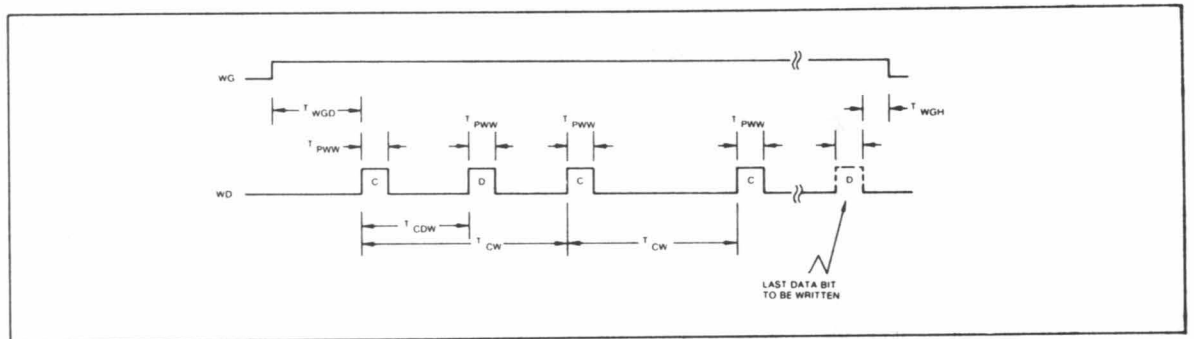 WG
T WGD
T WGH
T PWW
T PWW
T PWW
T PWW
WD
C
D
C
C
D
T CDW
T CW
T CW
LAST DATA BIT
TO BE WRITTEN